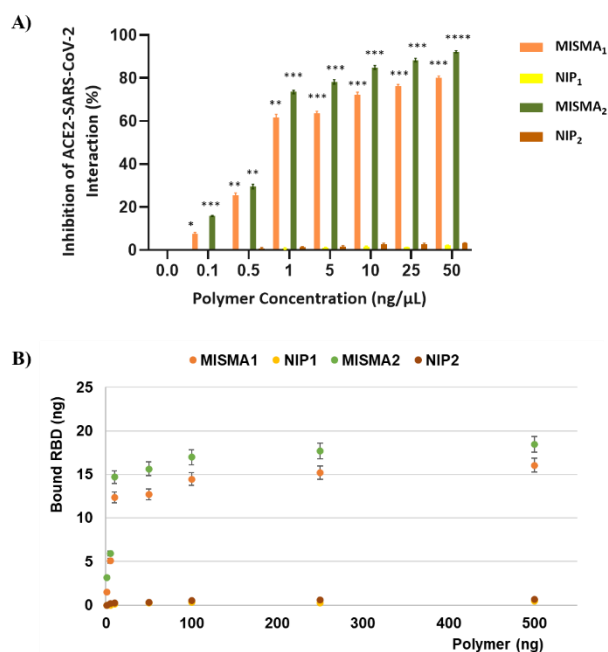 A)
Inhibition of ACE2-SARS-CoV-2
Interaction (%)
100
80
60
40
20
0
*
***
**
**
**
***
***
***
***
***
***
***
***
****
0.0 0.1 0.5 1 5 10 25 50
Polymer Concentration (ng/µL)
MISMA₁
NIP₁
MISMA₂
NIP₂
B)
MISMA1 NIP1 MISMA2 NIP2
Bound RBD (ng)
25
20
15
10
5
0
0 100 200 300 400 500
Polymer (ng)